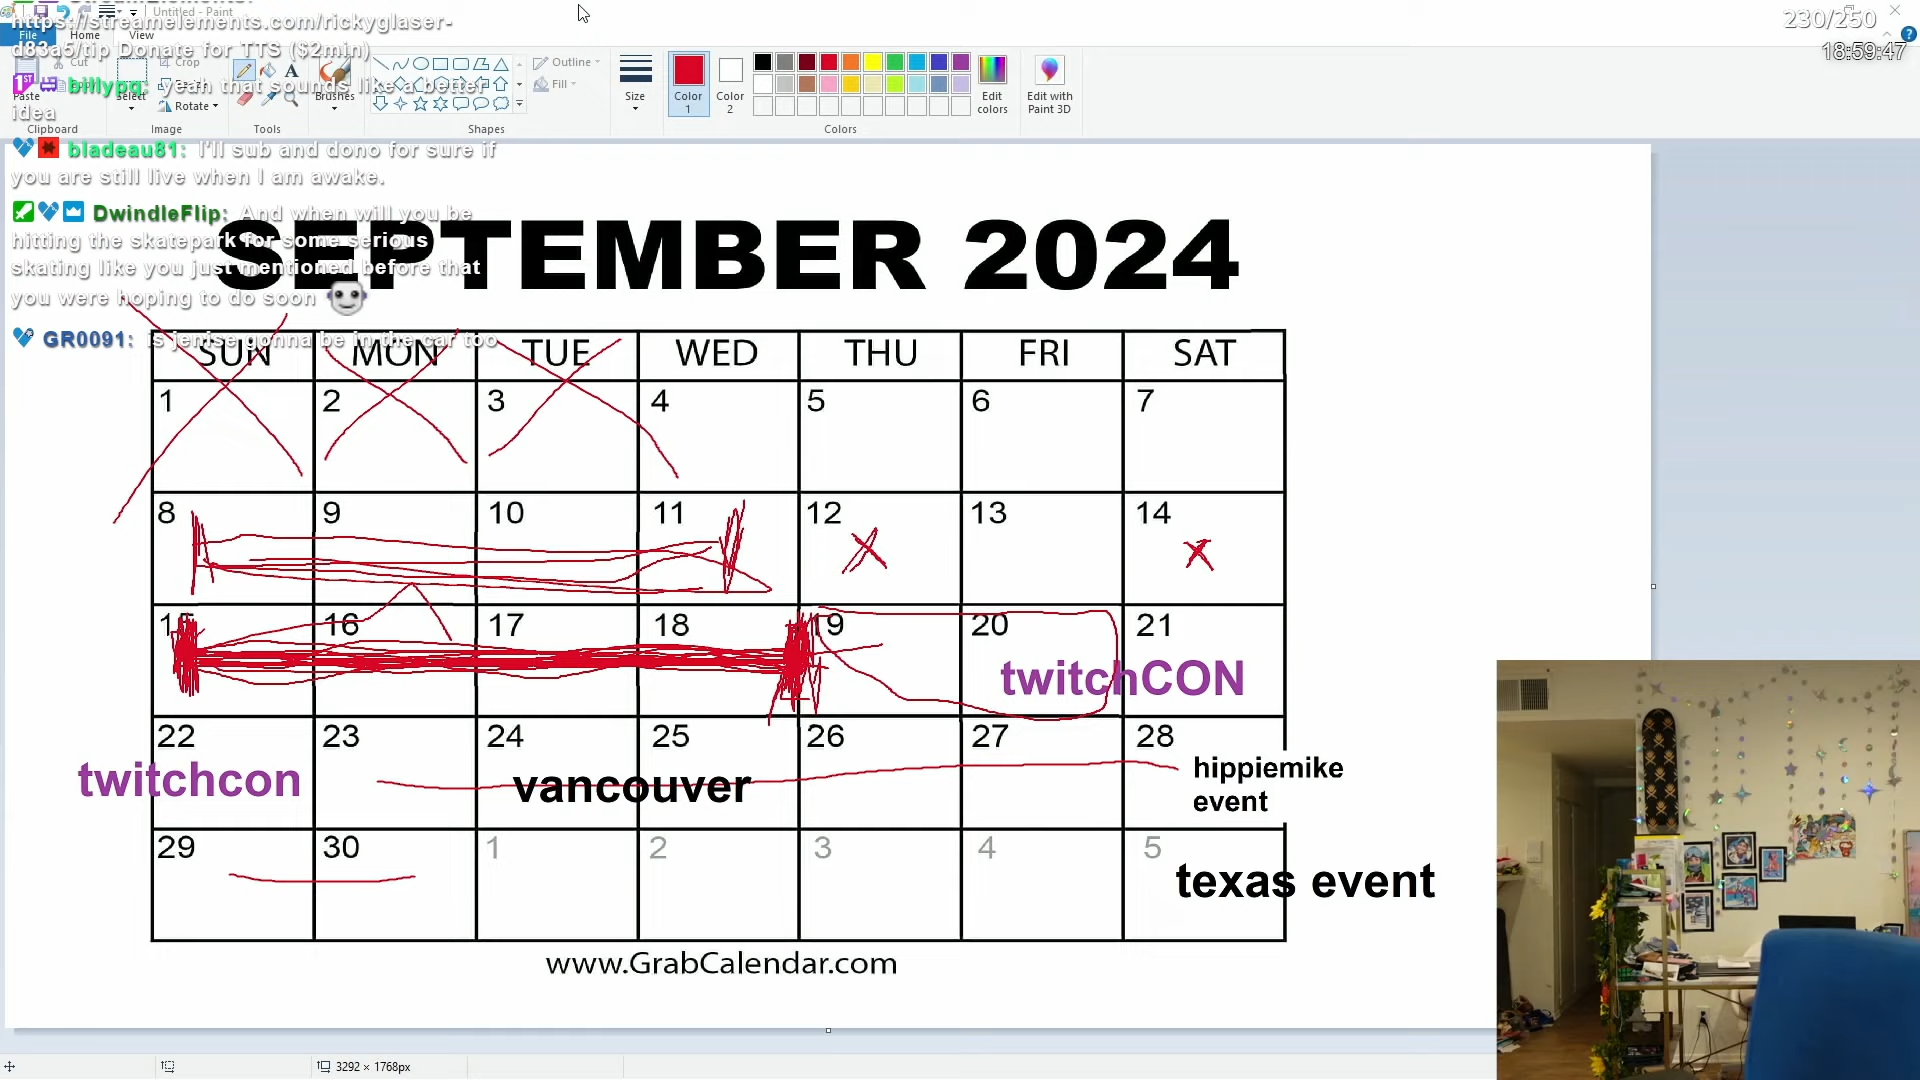 Untitled - Paint
https://streamelements.com/rickyglaser-
d83a5/tip Donate for TTS ($2min)
230/250
18:59:47
File
Home
View
Cut
Crop
Paste
Select
Rotate
Brushes
Outline
Fill
Size
Color
1
Color
2
Edit
colors
Edit with
Paint 3D
Clipboard
Image
Tools
Shapes
Colors
billypq: yeah that sounds like a better
idea
bladeau81: I'll sub and dono for sure if
you are still live when I am awake.
DwindleFlip: And when will you be
hitting the skatepark for some serious
skating like you just mentioned before that
you were hoping to do soon
GR0091: is jenise gonna be in the car too
SEPTEMBER 2024
SUN MON TUE WED THU FRI SAT
1 2 3 4 5 6 7
8 9 10 11 12 13 14
15 16 17 18 19 20 21
twitchCON
22 23 24 25 26 27 28
twitchcon
vancouver
hippiemike
event
29 30 1 2 3 4 5
texas event
www.GrabCalendar.com
3292 × 1768px